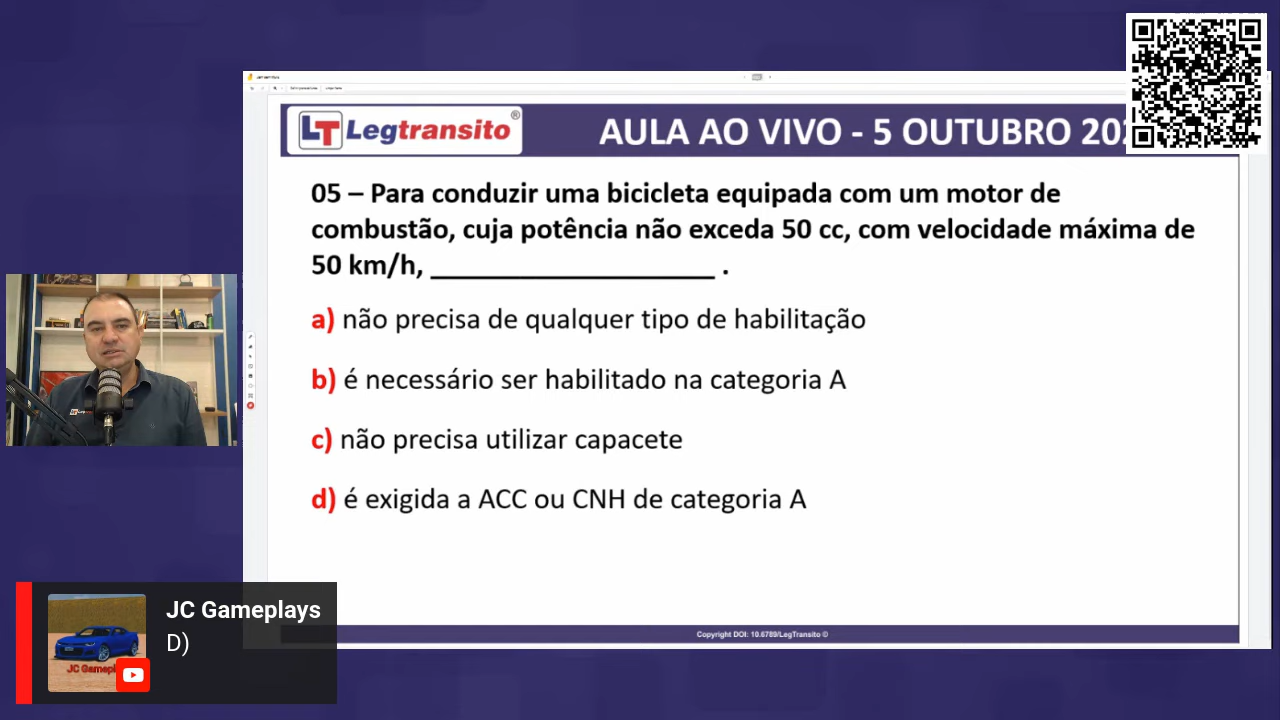 LT Legtransito ®
AULA AO VIVO - 5 OUTUBRO 202
05 – Para conduzir uma bicicleta equipada com um motor de
combustão, cuja potência não exceda 50 cc, com velocidade máxima de
50 km/h, ____________________ .
a) não precisa de qualquer tipo de habilitação
b) é necessário ser habilitado na categoria A
c) não precisa utilizar capacete
d) é exigida a ACC ou CNH de categoria A
Copyright DOI: 10.6789/LegTransito ©
JC Gameplays
D)